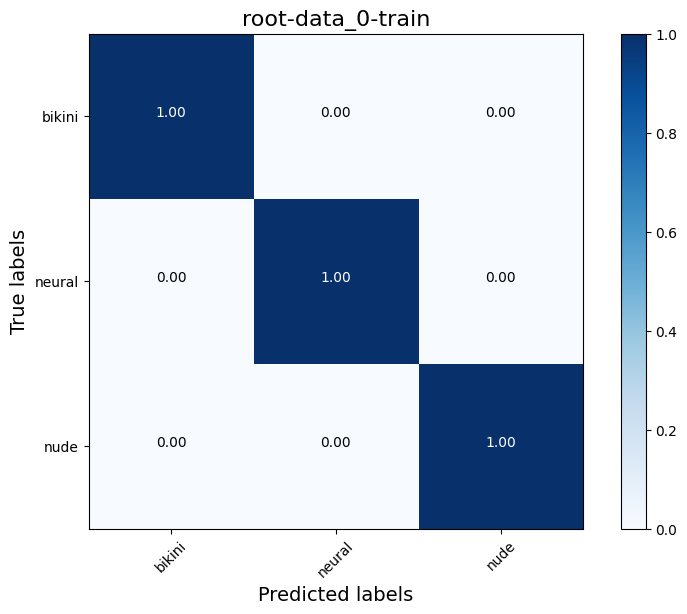 root-data_0-train
1.0
bikini
1.00
0.00
0.00
0.8
True labels
0.6
neural
0.00
1.00
0.00
0.4
nude
0.00
0.00
1.00
0.2
0.0
bikini
neural
nude
Predicted labels